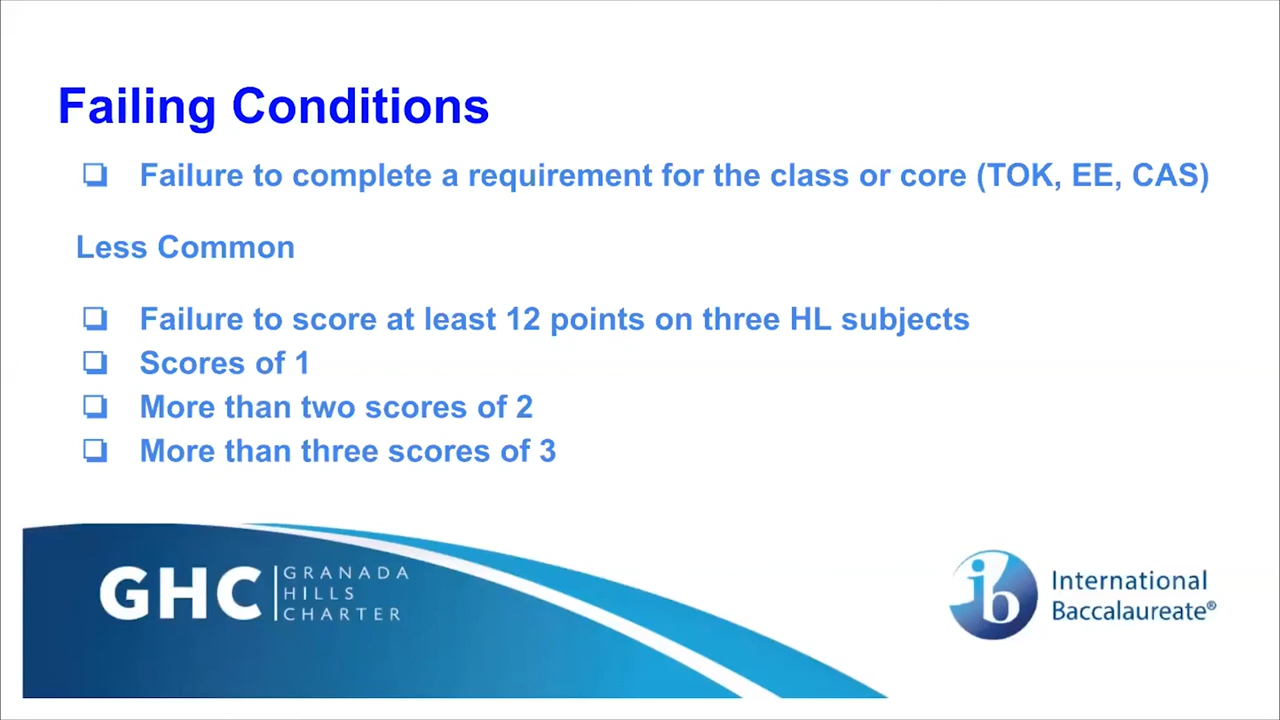 Failing Conditions
❏ Failure to complete a requirement for the class or core (TOK, EE, CAS)
Less Common
❏ Failure to score at least 12 points on three HL subjects
❏ Scores of 1
❏ More than two scores of 2
❏ More than three scores of 3
GHC
GRANADA
HILLS
CHARTER
ib
International
Baccalaureate®